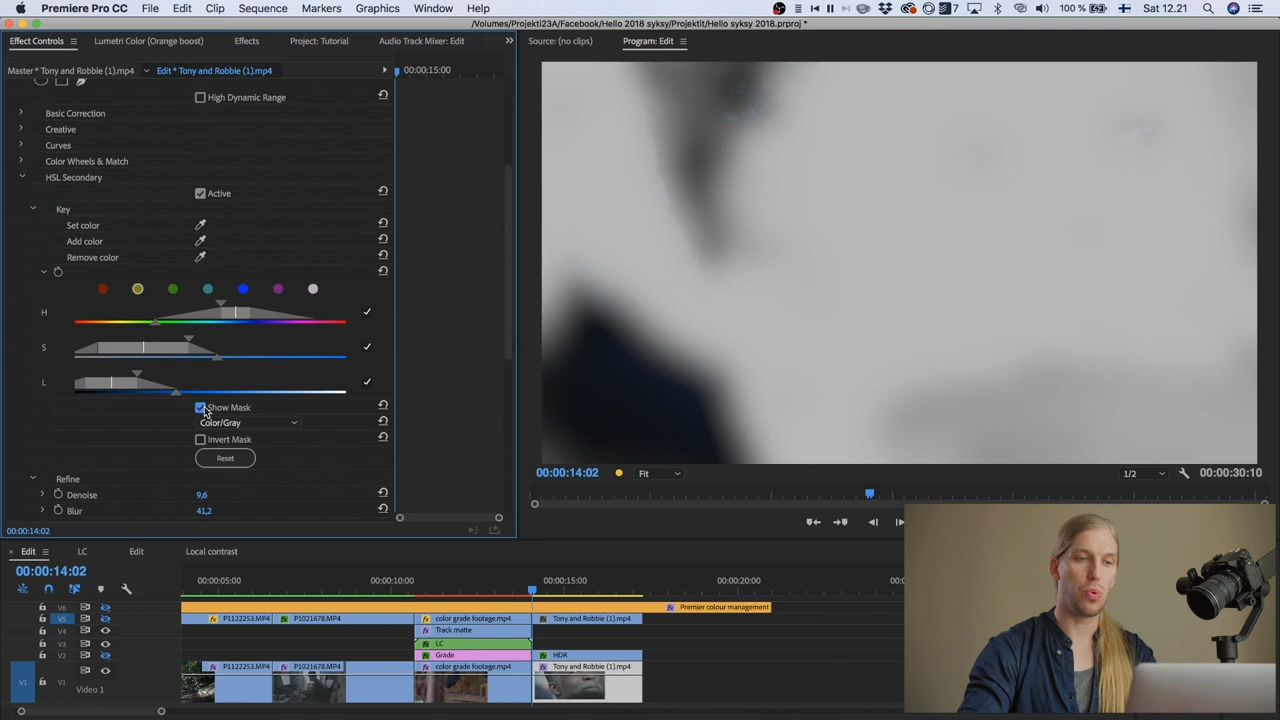 Premiere Pro CC File Edit Clip Sequence Markers Graphics Window Help 7 100 % Sat 12.21
/Volumes/Projekti23A/Facebook/Hello 2018 syksy/Projektit/Hello syksy 2018.prproj *
Effect Controls Lumetri Color (Orange boost) Effects Project: Tutorial Audio Track Mixer: Edit Source: (no clips) Program: Edit
Master * Tony and Robbie (1).mp4 Edit * Tony and Robbie (1).mp4 00:00:15:00
High Dynamic Range
Basic Correction
Creative
Curves
Color Wheels & Match
HSL Secondary
Active
Key
Set color
Add color
Remove color
H
S
L
Show Mask
Color/Gray
Invert Mask
Reset
Refine
Denoise 9,6
Blur 41,2
00:00:14:02
00:00:14:02 Fit 1/2 00:00:30:10
Edit LC Edit Local contrast
00:00:14:02
00:00:05:00 00:00:10:00 00:00:15:00 00:00:20:00
V6 Premier colour management
V5 P1122253.MP4 P1021678.MP4 color grade footage.mp4 Tony and Robbie (1).mp4
V4 Track matte
V3 LC
V2 Grade HDR
V1 V1 P1122253.MP4 P1021678.MP4 color grade footage.mp4 Tony and Robbie (1).mp4
Video 1